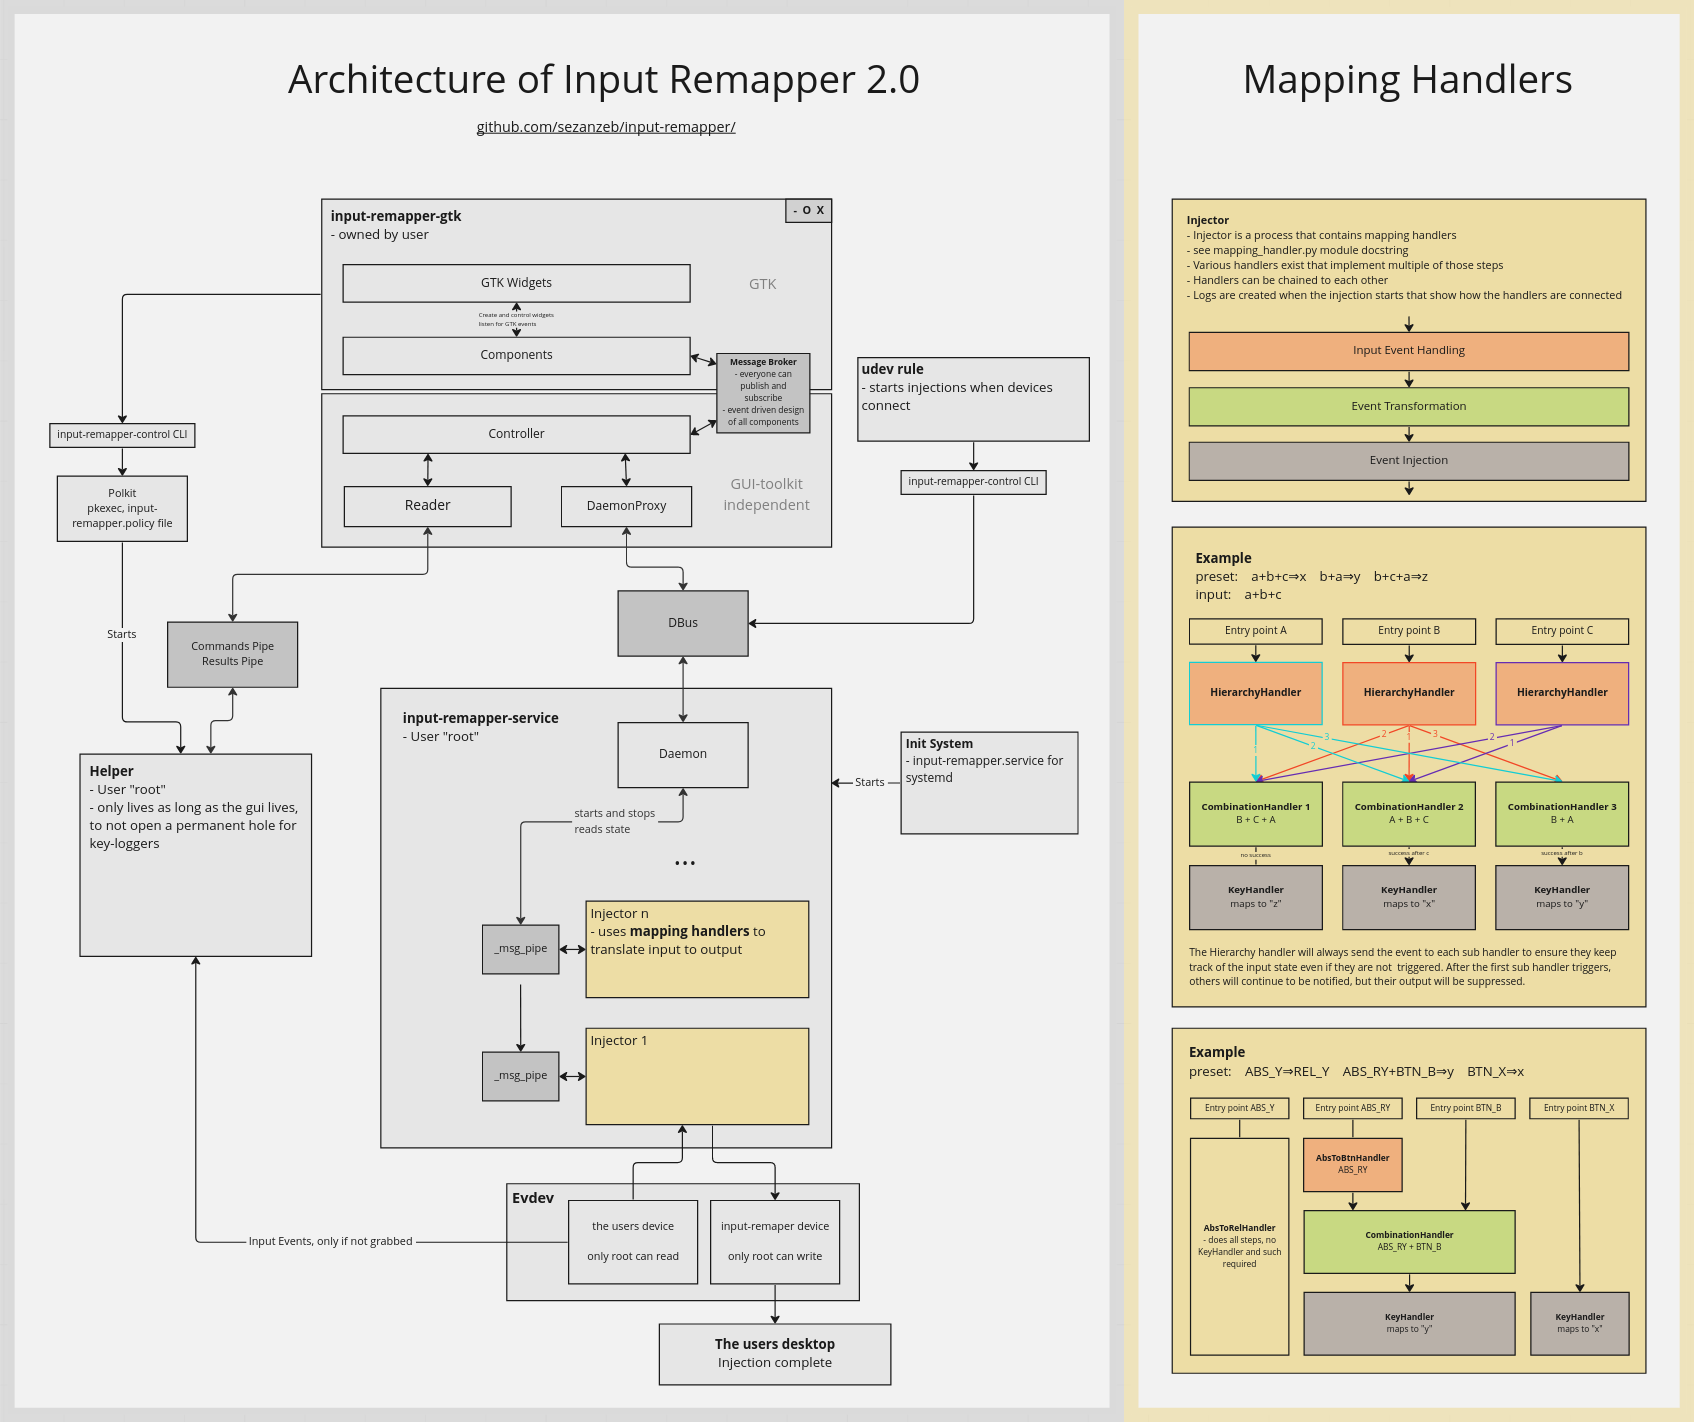 Architecture of Input Remapper 2.0
github.com/sezanzeb/input-remapper/
input-remapper-gtk
- owned by user
- O X
GTK Widgets
GTK
Create and control widgets
listen for GTK events
Components
Message Broker
- everyone can
publish and
subscribe
- event driven design
of all components
Controller
Reader
DaemonProxy
GUI-toolkit
independent
udev rule
- starts injections when devices
connect
input-remapper-control CLI
input-remapper-control CLI
Polkit
pkexec, input-
remapper.policy file
Starts
Commands Pipe
Results Pipe
DBus
Helper
- User "root"
- only lives as long as the gui lives,
to not open a permanent hole for
key-loggers
input-remapper-service
- User "root"
Daemon
starts and stops
reads state
...
Init System
- input-remapper.service for
systemd
Starts
_msg_pipe
Injector n
- uses mapping handlers to
translate input to output
_msg_pipe
Injector 1
Evdev
the users device
only root can read
input-remaper device
only root can write
Input Events, only if not grabbed
The users desktop
Injection complete
Mapping Handlers
Injector
- Injector is a process that contains mapping handlers
- see mapping_handler.py module docstring
- Various handlers exist that implement multiple of those steps
- Handlers can be chained to each other
- Logs are created when the injection starts that show how the handlers are connected
Input Event Handling
Event Transformation
Event Injection
Example
preset: a+b+c⇒x b+a⇒y b+c+a⇒z
input: a+b+c
Entry point A
Entry point B
Entry point C
HierarchyHandler
HierarchyHandler
HierarchyHandler
1
2
3
2
1
3
2
1
CombinationHandler 1
B + C + A
CombinationHandler 2
A + B + C
CombinationHandler 3
B + A
no success
success after c
success after b
KeyHandler
maps to "z"
KeyHandler
maps to "x"
KeyHandler
maps to "y"
The Hierarchy handler will always send the event to each sub handler to ensure they keep
track of the input state even if they are not triggered. After the first sub handler triggers,
others will continue to be notified, but their output will be suppressed.
Example
preset: ABS_Y⇒REL_Y ABS_RY+BTN_B⇒y BTN_X⇒x
Entry point ABS_Y
Entry point ABS_RY
Entry point BTN_B
Entry point BTN_X
AbsToBtnHandler
ABS_RY
AbsToRelHandler
- does all steps, no
KeyHandler and such
required
CombinationHandler
ABS_RY + BTN_B
KeyHandler
maps to "y"
KeyHandler
maps to "x"